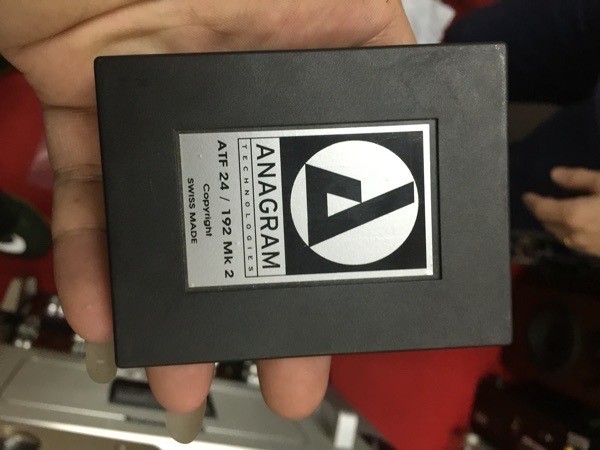 ANAGRAM
TECHNOLOGIES
ATF 24 / 192 Mk 2
Copyright
SWISS MADE